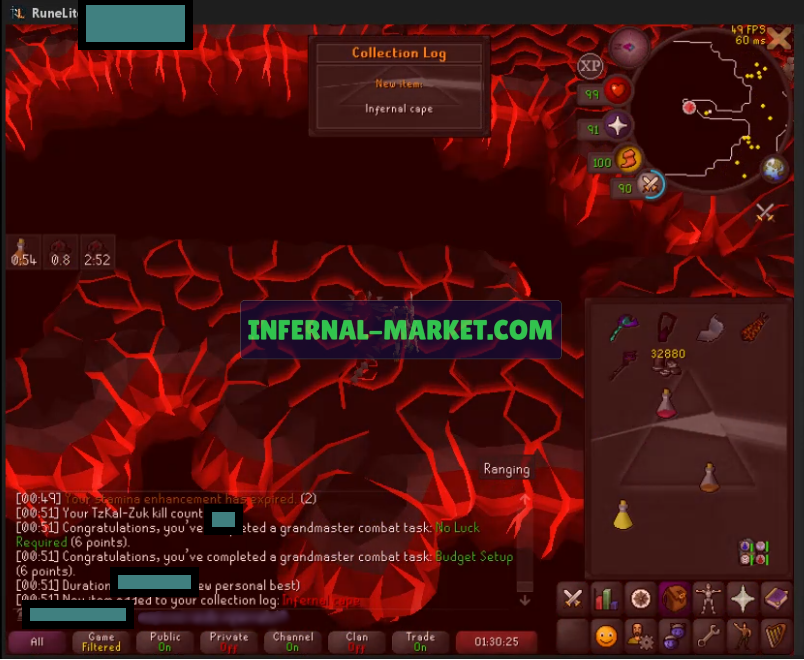 RuneLite
49 FPS
60 ms
Collection Log
New item:
Infernal cape
XP
99
91
100
90
0:54 0.8 2:52
INFERNAL-MARKET.COM
32880
Ranging
[00:49] Your stamina enhancement has expired. (2)
[00:51] Your TzKal-Zuk kill count
[00:51] Congratulations, you've completed a grandmaster combat task: No Luck
Required (6 points).
[00:51] Congratulations, you've completed a grandmaster combat task: Budget Setup
(6 points).
[00:51] Duration new personal best)
[00:51] New item added to your collection log: Infernal cape
All
Game Filtered
Public On
Private Off
Channel On
Clan Off
Trade On
01:30:25